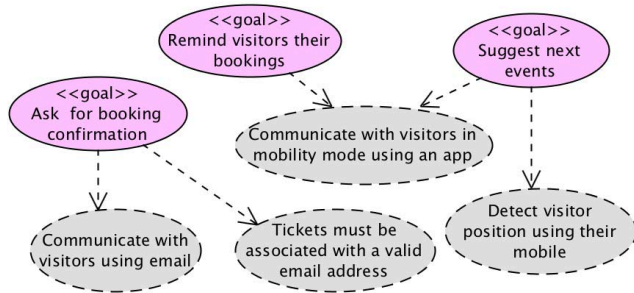 <<goal>>
Remind visitors their
bookings
<<goal>>
Suggest next
events
<<goal>>
Ask  for booking
confirmation
Communicate with visitors in
mobility mode using an app
Communicate with
visitors using email
Tickets must be
associated with a valid
email address
Detect visitor
position using their
mobile